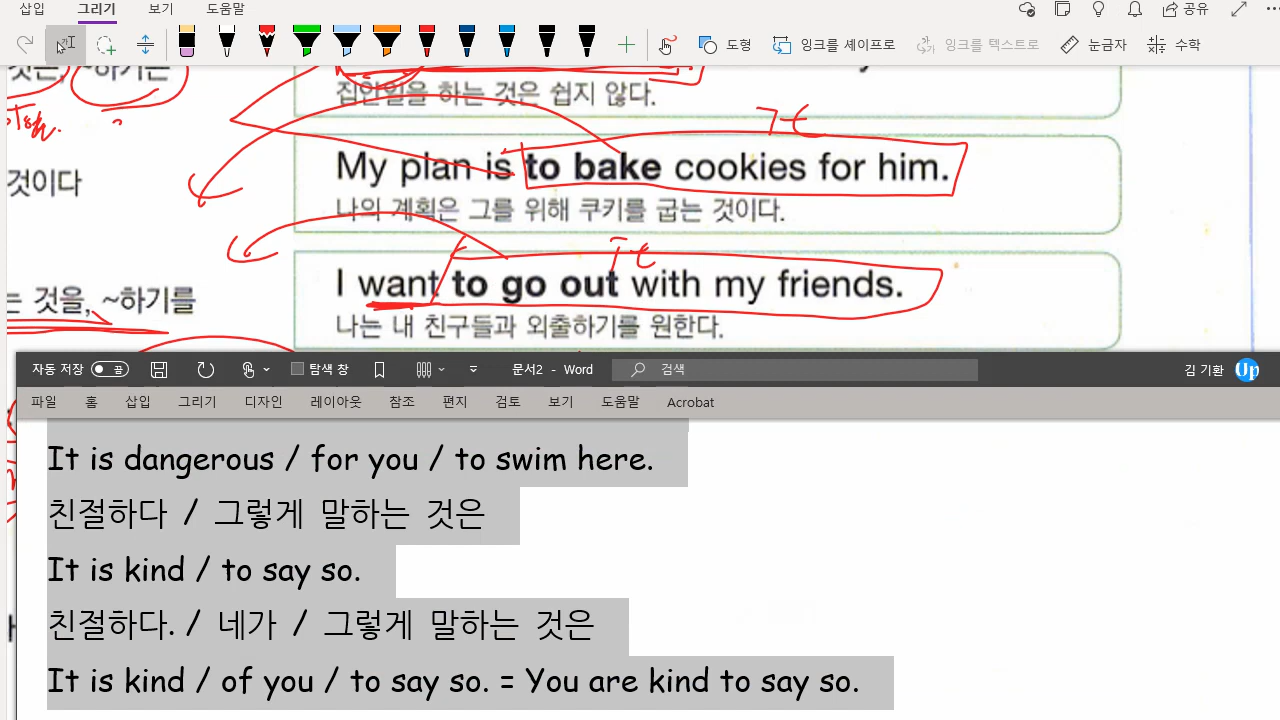 삽입 그리기 보기 도움말
공유
도형 잉크를 셰이프로 잉크를 텍스트로 눈금자 수학
것은, ~하기는
집안일을 하는 것은 쉽지 않다.
My plan is to bake cookies for him.
것이다
나의 계획은 그를 위해 쿠키를 굽는 것이다.
I want to go out with my friends.
는 것을, ~하기를
나는 내 친구들과 외출하기를 원한다.
자동 저장 끔 탐색 창 문서2 - Word 검색 김 기환 Up
파일 홈 삽입 그리기 디자인 레이아웃 참조 편지 검토 보기 도움말 Acrobat
It is dangerous / for you / to swim here.
친절하다 / 그렇게 말하는 것은
It is kind / to say so.
친절하다. / 네가 / 그렇게 말하는 것은
It is kind / of you / to say so. = You are kind to say so.